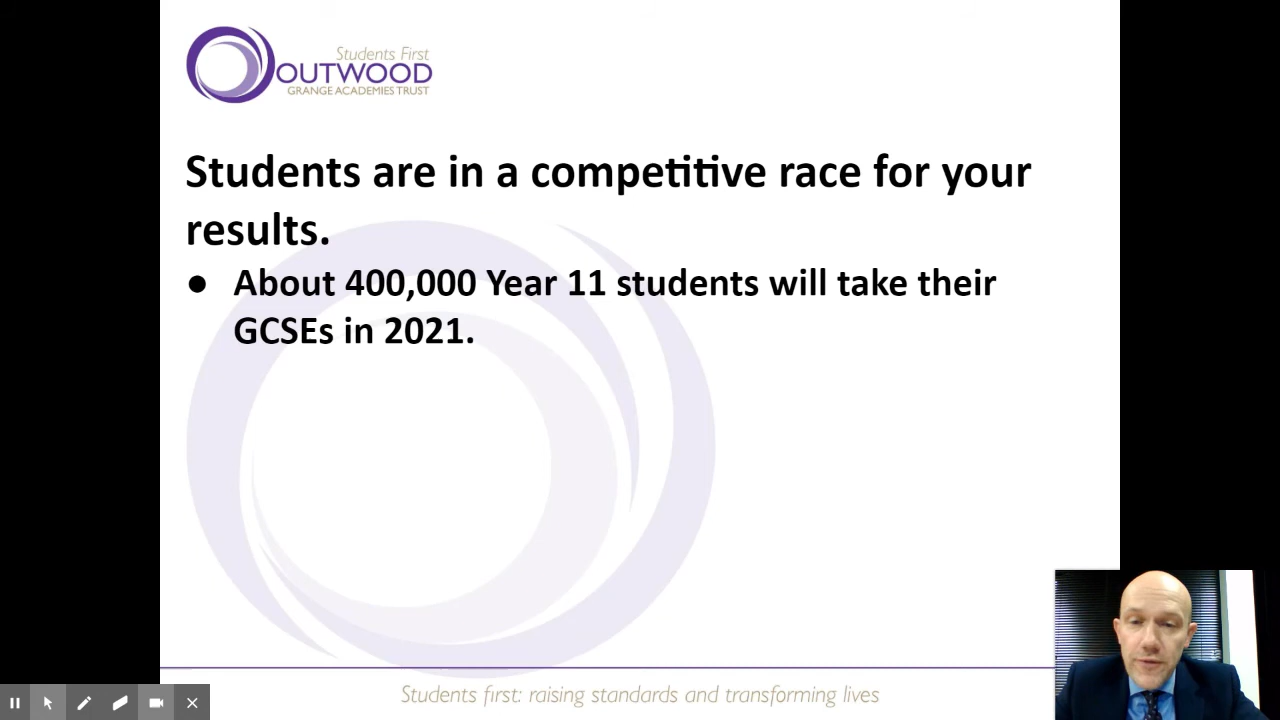 Students First
OUTWOOD
GRANGE ACADEMIES TRUST
Students are in a competitive race for your
results.
● About 400,000 Year 11 students will take their
GCSEs in 2021.
Students first: raising standards and transforming lives